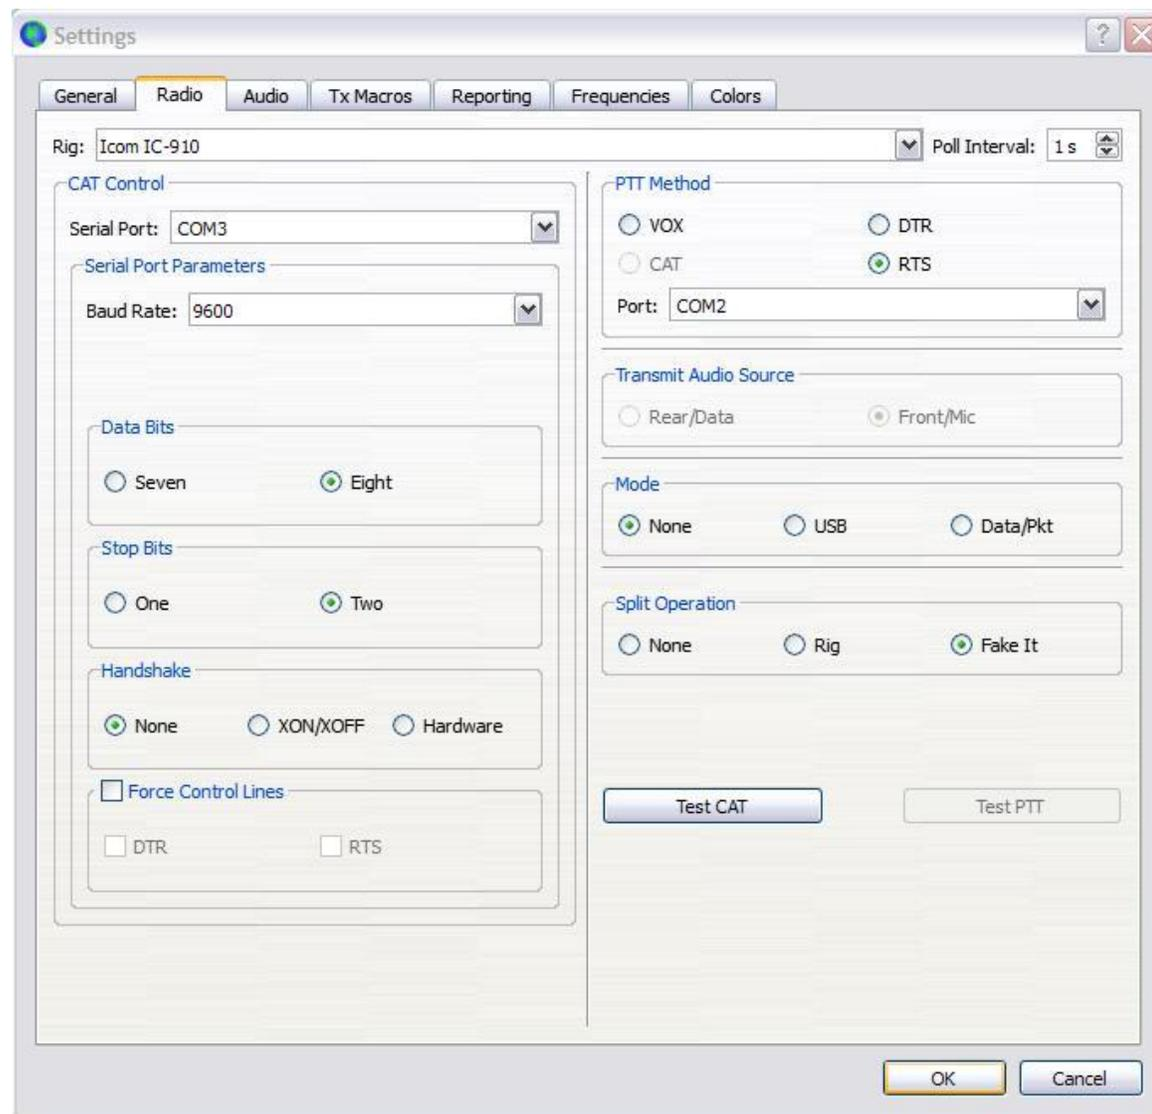 Settings
General Radio Audio Tx Macros Reporting Frequencies Colors
Rig: Icom IC-910 Poll Interval: 1 s
CAT Control
Serial Port: COM3
Serial Port Parameters
Baud Rate: 9600
Data Bits
Seven Eight
Stop Bits
One Two
Handshake
None XON/XOFF Hardware
Force Control Lines
DTR RTS
PTT Method
VOX DTR
CAT RTS
Port: COM2
Transmit Audio Source
Rear/Data Front/Mic
Mode
None USB Data/Pkt
Split Operation
None Rig Fake It
Test CAT Test PTT
OK Cancel